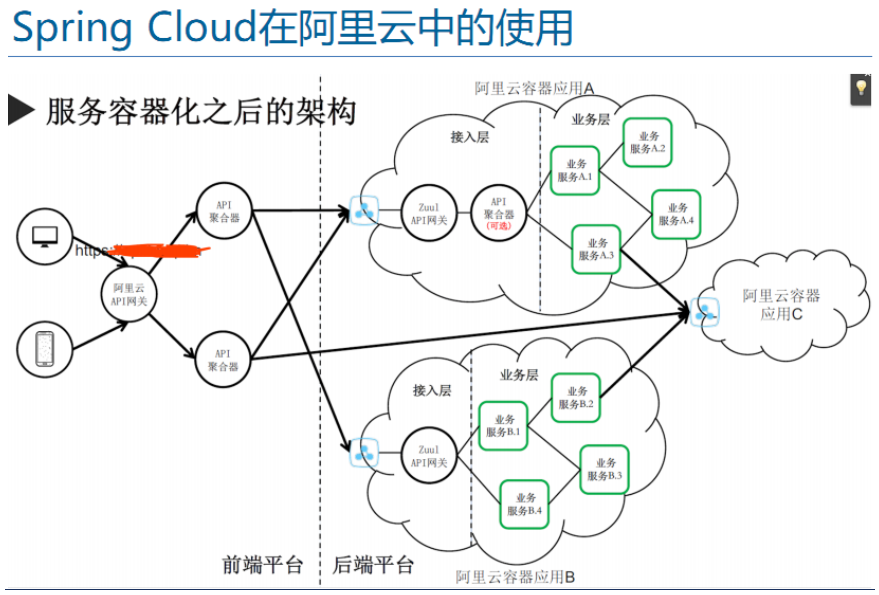 Spring Cloud在阿里云中的使用
服务容器化之后的架构
阿里云容器应用A
接入层
业务层
业务
服务A.2
业务
服务A.1
API
聚合器
Zuul
API网关
API
聚合器
(可选)
业务
服务A.4
https:
业务
服务A.3
阿里云
API网关
阿里云容器
应用C
API
聚合器
接入层
业务层
业务
服务B.2
业务
服务B.1
Zuul
API网关
业务
服务B.3
业务
服务B.4
前端平台
后端平台
阿里云容器应用B